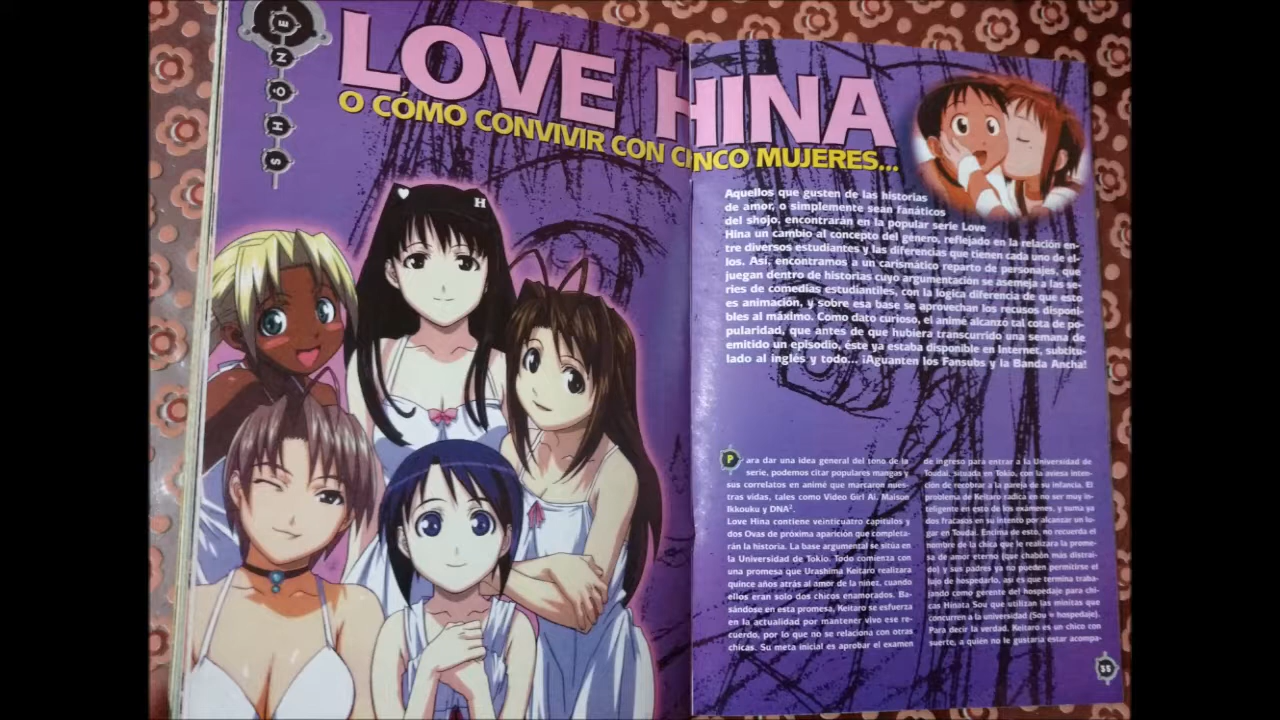 SHŌNEN
LOVE HINA
O CÓMO CONVIVIR CON CINCO MUJERES...
H
Aquellos que gusten de las historias
de amor, o simplemente sean fanáticos
del shojo, encontrarán en la popular serie Love
Hina un cambio al concepto del género, reflejado en la relación en-
tre diversos estudiantes y las diferencias que tienen cada uno de el-
los. Así, encontramos a un carismático reparto de personajes, que
juegan dentro de historias cuyo argumentación se asemeja a las se-
ries de comedias estudiantiles, con la lógica diferencia de que esto
es animación, y sobre esa base se aprovechan los recusos disponi-
bles al máximo. Como dato curioso, el animé alcanzó tal cota de po-
pularidad, que antes de que hubiera transcurrido una semana de
emitido un episodio, éste ya estaba disponible en Internet, subtitu-
lado al inglés y todo... ¡Aguanten los Fansubs y la Banda Ancha!
Para dar una idea general del tono de la
serie, podemos citar populares mangas y
sus correlatos en animé que marcaron nues-
tras vidas, tales como Video Girl Ai, Maison
Ikkouku y DNA².
Love Hina contiene veinticuatro capítulos y
dos Ovas de próxima aparición que completa-
rán la historia. La base argumental se sitúa en
la Universidad de Tokio. Todo comienza con
una promesa que Urashima Keitaro realizara
quince años atrás al amor de la niñez, cuando
ellos eran solo dos chicos enamorados. Ba-
sándose en esta promesa, Keitaro se esfuerza
en la actualidad por mantener vivo ese re-
cuerdo, por lo que no se relaciona con otras
chicas. Su meta inicial es aprobar el examen
de ingreso para entrar a la Universidad de
Toudai, situada en Tokio, con la aviesa inten-
ción de recobrar a la pareja de su infancia. El
problema de Keitaro radica en no ser muy in-
teligente en esto de los exámenes, y suma ya
dos fracasos en su intento por alcanzar un lu-
gar en Toudai. Encima de esto, no recuerda el
nombre de la chica que le realizara la prome-
sa de amor eterno (que chabón más distraí-
do) y sus padres ya no pueden permitirse el
lujo de hospedarlo, así es que termina traba-
jando como gerente del hospedaje para chi-
cas Hinata Sou que utilizan las minitas que
concurren a la universidad (Sou = hospedaje).
Para decir la verdad, Keitaro es un chico con
suerte, a quién no le gustaría estar acompa-
55